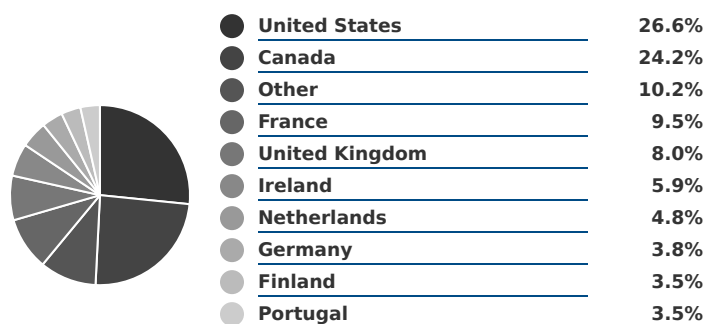 United States 26.6%
Canada 24.2%
Other 10.2%
France 9.5%
United Kingdom 8.0%
Ireland 5.9%
Netherlands 4.8%
Germany 3.8%
Finland 3.5%
Portugal 3.5%